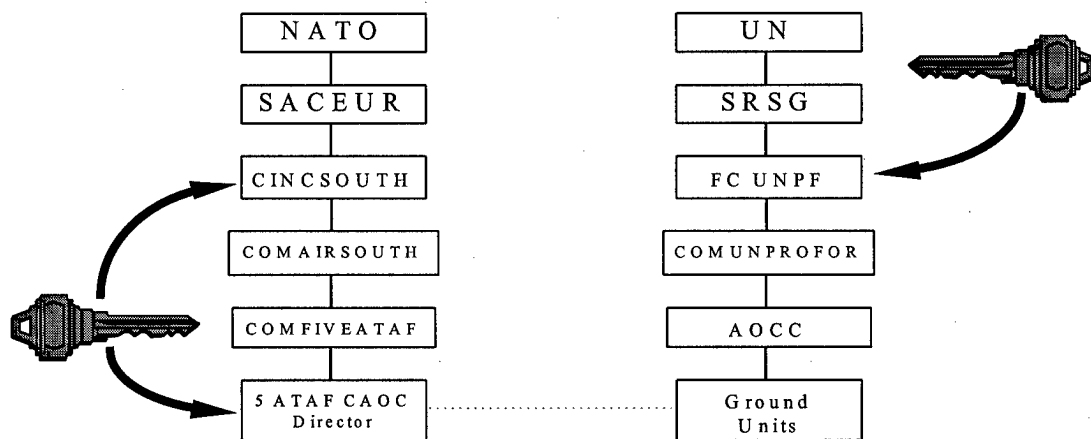 NATO
SACEUR
CINCSOUTH
COMAIRSOUTH
COMFIVEATAF
5 ATAF CAOC
Director
UN
SRSG
FC UNPF
COMUNPROFOR
AOCC
Ground
Units